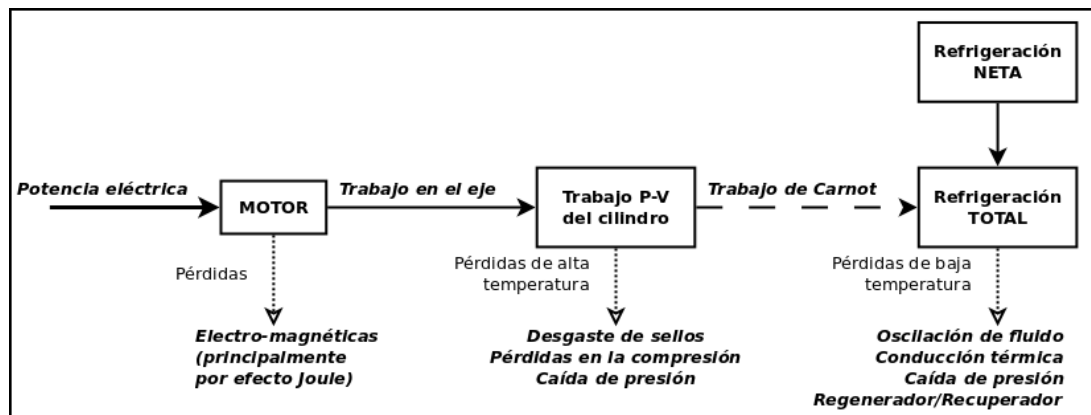 Refrigeración
NETA
Potencia eléctrica
MOTOR
Trabajo en el eje
Trabajo P-V
del cilindro
Trabajo de Carnot
Refrigeración
TOTAL
Pérdidas
Pérdidas de alta
temperatura
Pérdidas de baja
temperatura
Electro-magnéticas
(principalmente
por efecto Joule)
Desgaste de sellos
Pérdidas en la compresión
Caída de presión
Oscilación de fluido
Conducción térmica
Caída de presión
Regenerador/Recuperador